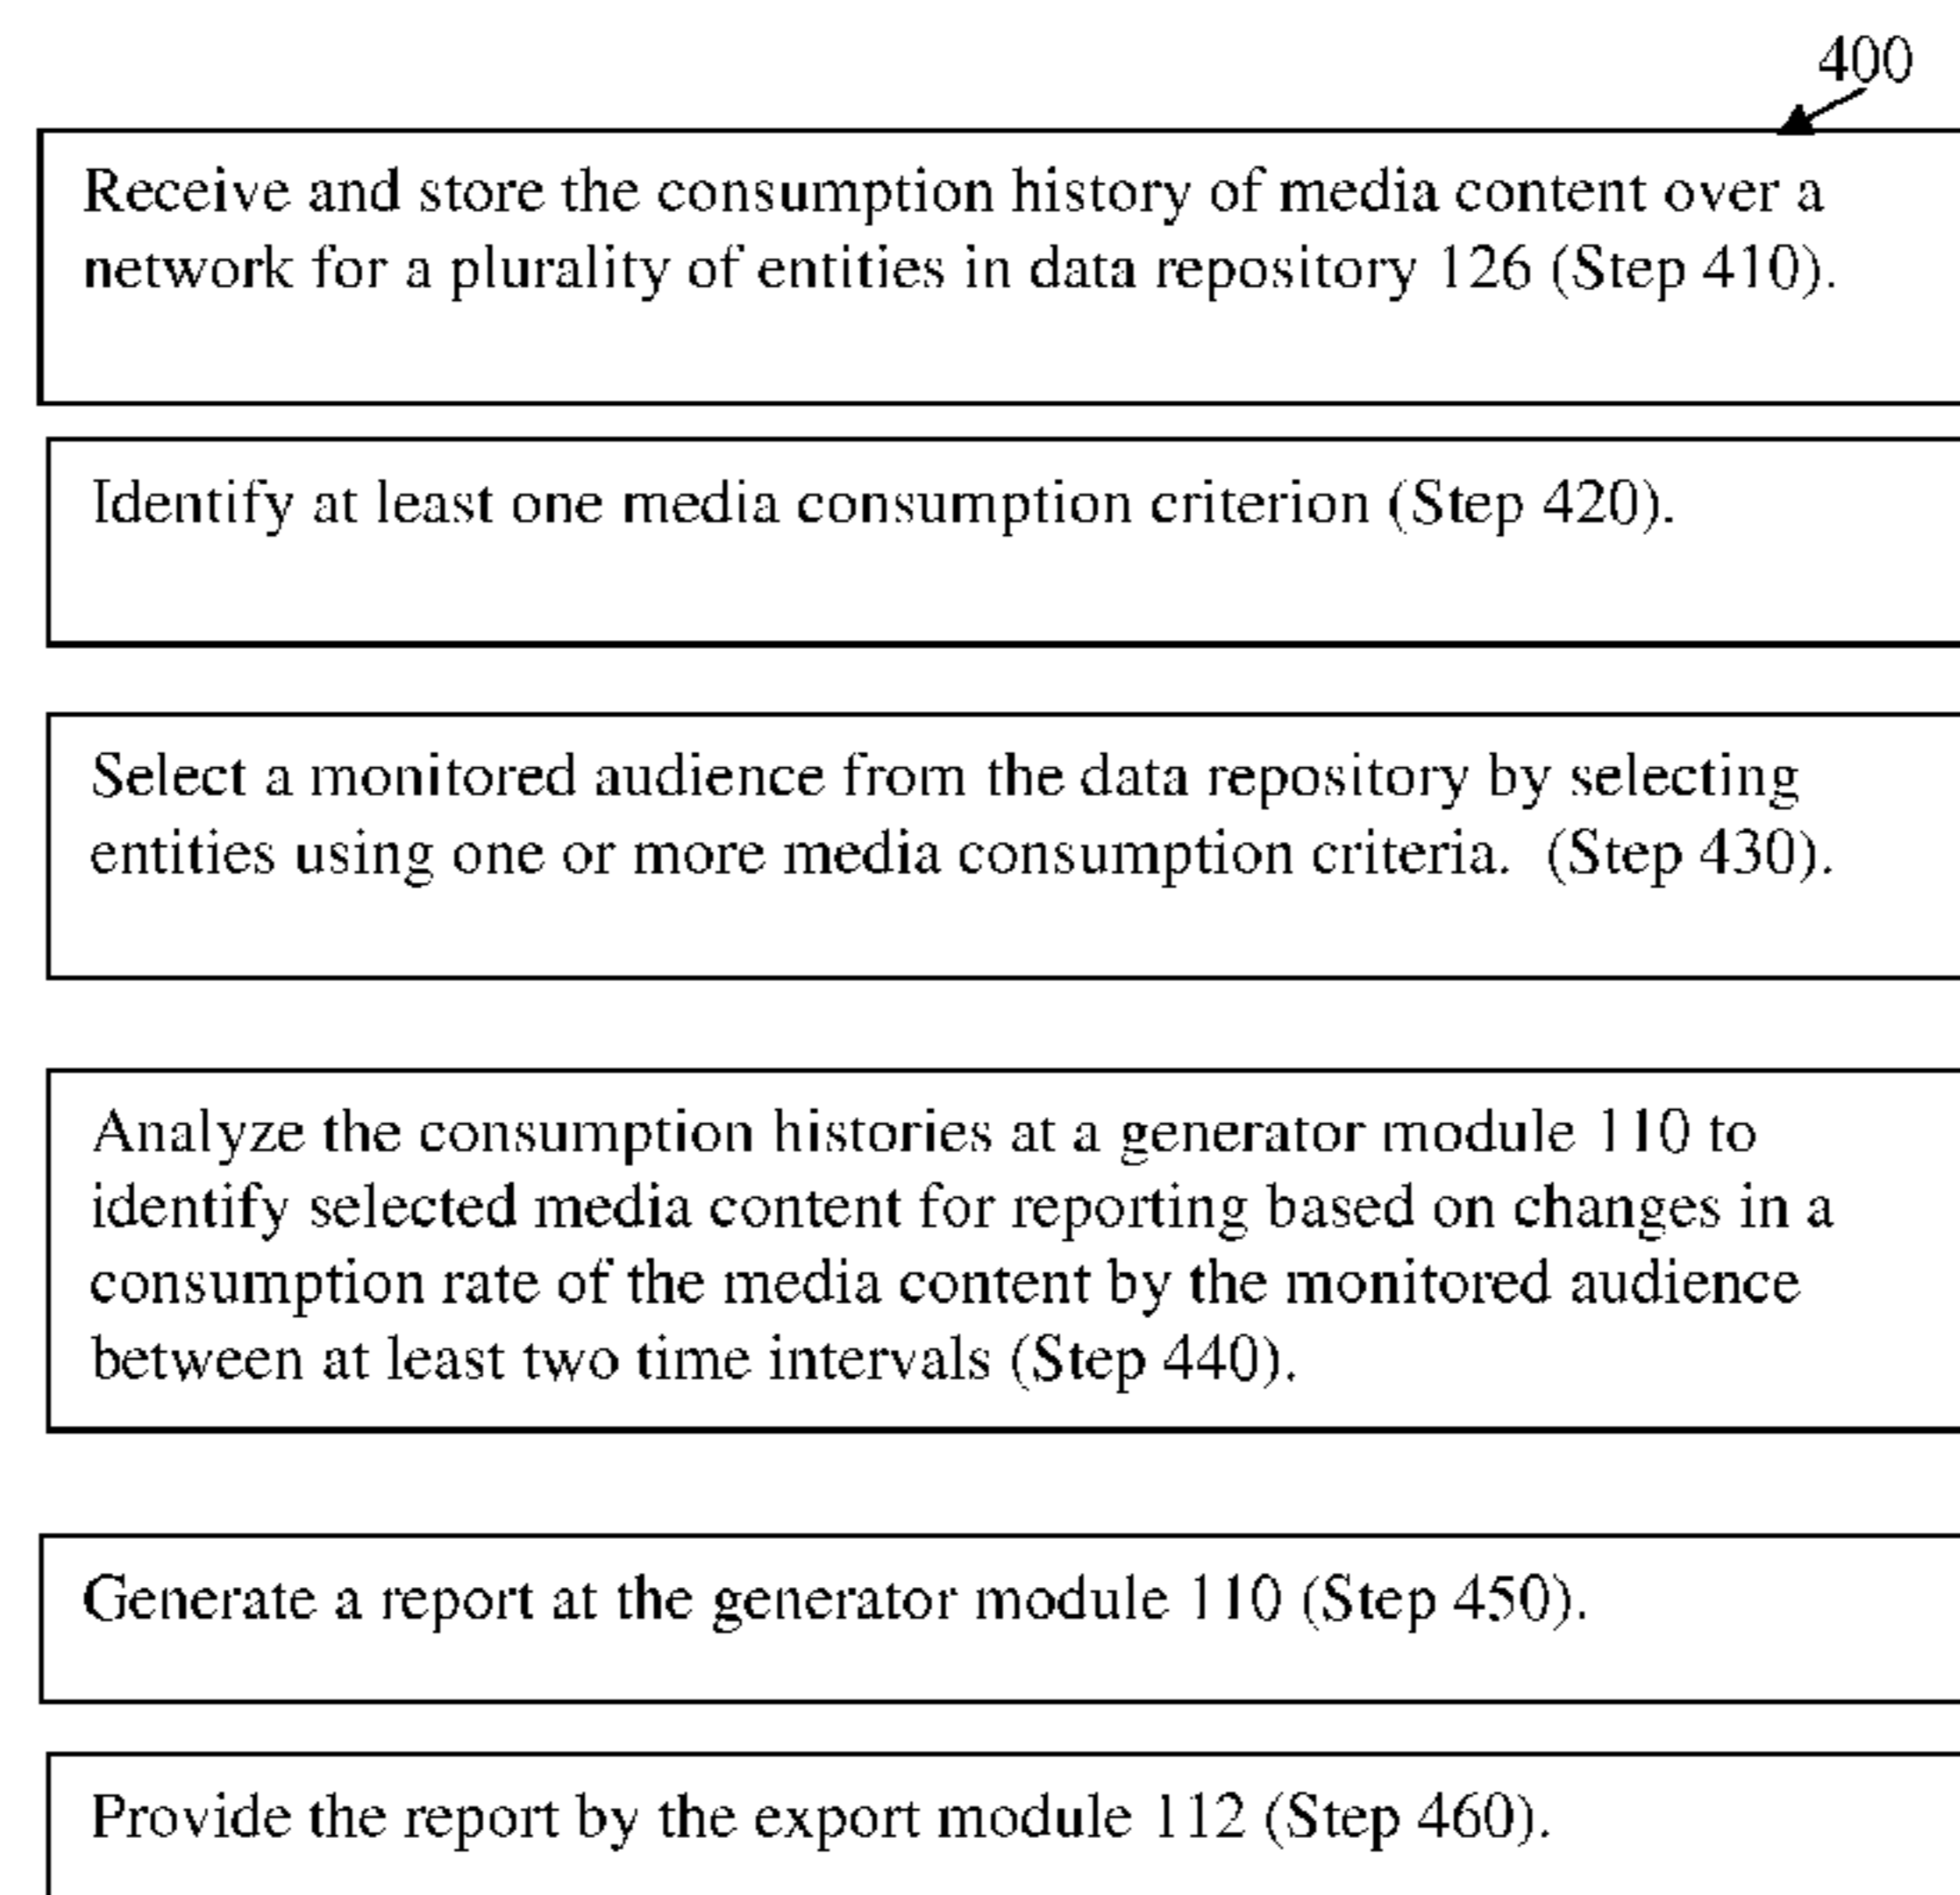 400
Receive and store the consumption history of media content over a
network for a plurality of entities in data repository 126 (Step 410).
Identify at least one media consumption criterion (Step 420).
Select a monitored audience from the data repository by selecting
entities using one or more media consumption criteria.  (Step 430).
Analyze the consumption histories at a generator module 110 to
identify selected media content for reporting based on changes in a
consumption rate of the media content by the monitored audience
between at least two time intervals (Step 440).
Generate a report at the generator module 110 (Step 450).
Provide the report by the export module 112 (Step 460).